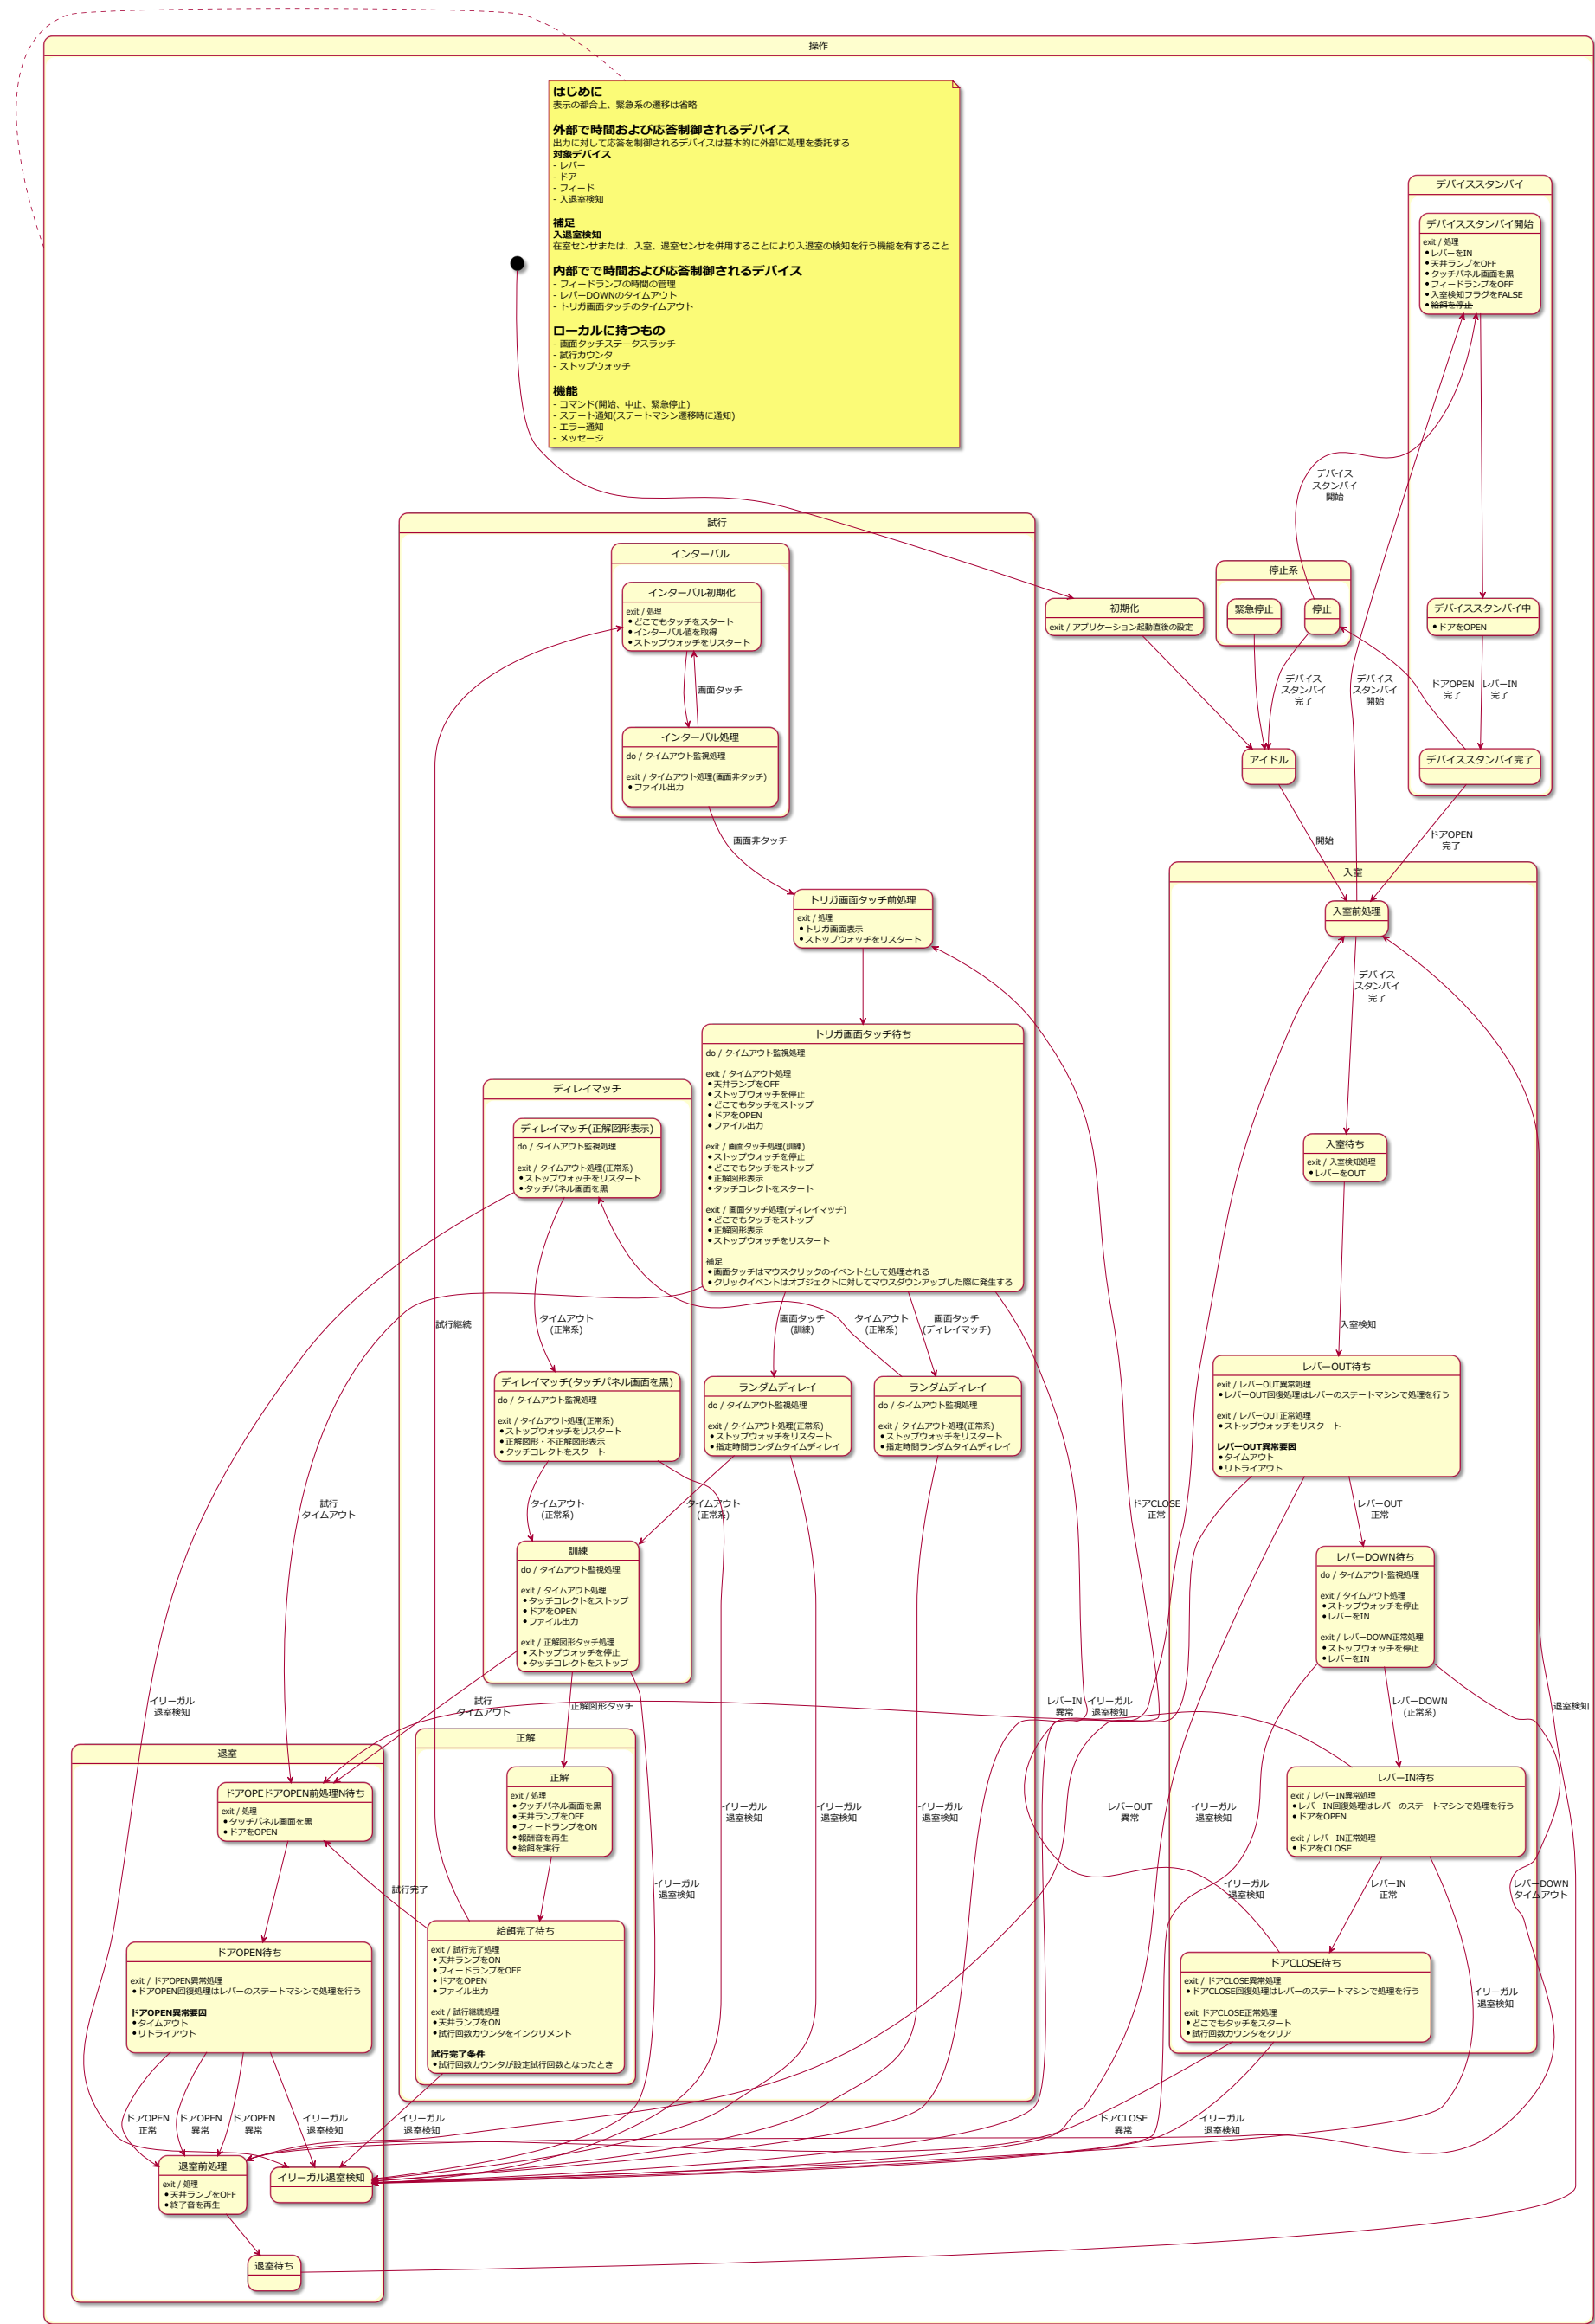 操作
はじめに
表示の都合上、緊急系の遷移は省略
外部で時間および応答制御されるデバイス
出力に対して応答を制御されるデバイスは基本的に外部に処理を委託する
対象デバイス
- レバー
- ドア
- フィード
- 入退室検知
補足
入退室検知
在室センサまたは、入室、退室センサを併用することにより入退室の検知を行う機能を有すること
内部でで時間および応答制御されるデバイス
- フィードランプの時間の管理
- レバーDOWNのタイムアウト
- トリガ画面タッチのタイムアウト
ローカルに持つもの
- 画面タッチステータスラッチ
- 試行カウンタ
- ストップウォッチ
機能
- コマンド(開始、中止、緊急停止)
- ステート通知(ステートマシン遷移時に通知)
- エラー通知
- メッセージ
デバイススタンバイ
デバイススタンバイ開始
exit / 処理
•レバーをIN
•天井ランプをOFF
•タッチパネル画面を黒
•フィードランプをOFF
•入室検知フラグをFALSE
•給餌を停止
デバイス
スタンバイ
開始
デバイススタンバイ中
•ドアをOPEN
レバーIN
完了
ドアOPEN
完了
デバイススタンバイ完了
ドアOPEN
完了
停止系
緊急停止
停止
デバイス
スタンバイ
完了
デバイス
スタンバイ
開始
初期化
exit / アプリケーション起動直後の設定
アイドル
開始
試行
インターバル
インターバル初期化
exit / 処理
•どこでもタッチをスタート
•インターバル値を取得
•ストップウォッチをリスタート
画面タッチ
インターバル処理
do / タイムアウト監視処理
exit / タイムアウト処理(画面非タッチ)
•ファイル出力
画面非タッチ
トリガ画面タッチ前処理
exit / 処理
•トリガ画面表示
•ストップウォッチをリスタート
トリガ画面タッチ待ち
do / タイムアウト監視処理
exit / タイムアウト処理
•天井ランプをOFF
•ストップウォッチを停止
•どこでもタッチをストップ
•ドアをOPEN
•ファイル出力
exit / 画面タッチ処理(訓練)
•ストップウォッチを停止
•どこでもタッチをストップ
•正解図形表示
•タッチコレクトをスタート
exit / 画面タッチ処理(ディレイマッチ)
•どこでもタッチをストップ
•正解図形表示
•ストップウォッチをリスタート
補足
•画面タッチはマウスクリックのイベントとして処理される
•クリックイベントはオブジェクトに対してマウスダウンアップした際に発生する
ディレイマッチ
ディレイマッチ(正解図形表示)
do / タイムアウト監視処理
exit / タイムアウト処理(正常系)
•ストップウォッチをリスタート
•タッチパネル画面を黒
試行継続
タイムアウト
(正常系)
画面タッチ
(訓練)
タイムアウト
(正常系)
画面タッチ
(ディレイマッチ)
ディレイマッチ(タッチパネル画面を黒)
do / タイムアウト監視処理
exit / タイムアウト処理(正常系)
•ストップウォッチをリスタート
•正解図形・不正解図形表示
•タッチコレクトをスタート
ランダムディレイ
do / タイムアウト監視処理
exit / タイムアウト処理(正常系)
•ストップウォッチをリスタート
•指定時間ランダムタイムディレイ
ランダムディレイ
do / タイムアウト監視処理
exit / タイムアウト処理(正常系)
•ストップウォッチをリスタート
•指定時間ランダムタイムディレイ
試行
タイムアウト
タイムアウト
(正常系)
タイムアウト
(正常系)
ドアCLOSE
正常
訓練
do / タイムアウト監視処理
exit / タイムアウト処理
•タッチコレクトをストップ
•ドアをOPEN
•ファイル出力
exit / 正解図形タッチ処理
•ストップウォッチを停止
•タッチコレクトをストップ
イリーガル
退室検知
試行
タイムアウト
正解図形タッチ
レバーIN
異常
イリーガル
退室検知
正解
正解
exit / 処理
•タッチパネル画面を黒
•天井ランプをOFF
•フィードランプをON
•報酬音を再生
•給餌を実行
イリーガル
退室検知
イリーガル
退室検知
イリーガル
退室検知
イリーガル
退室検知
試行完了
給餌完了待ち
exit / 試行完了処理
•天井ランプをON
•フィードランプをOFF
•ドアをOPEN
•ファイル出力
exit / 試行継続処理
•天井ランプをON
•試行回数カウンタをインクリメント
試行完了条件
•試行回数カウンタが設定試行回数となったとき
イリーガル
退室検知
入室
入室前処理
デバイス
スタンバイ
完了
入室待ち
exit / 入室検知処理
•レバーをOUT
入室検知
レバーOUT待ち
exit / レバーOUT異常処理
•レバーOUT回復処理はレバーのステートマシンで処理を行う
exit / レバーOUT正常処理
•ストップウォッチをリスタート
レバーOUT異常要因
•タイムアウト
•リトライアウト
レバーOUT
正常
レバーDOWN待ち
do / タイムアウト監視処理
exit / タイムアウト処理
•ストップウォッチを停止
•レバーをIN
exit / レバーDOWN正常処理
•ストップウォッチを停止
•レバーをIN
レバーDOWN
(正常系)
退室検知
レバーIN待ち
exit / レバーIN異常処理
•レバーIN回復処理はレバーのステートマシンで処理を行う
•ドアをOPEN
exit / レバーIN正常処理
•ドアをCLOSE
レバーOUT
異常
イリーガル
退室検知
イリーガル
退室検知
レバーIN
正常
レバーDOWN
タイムアウト
ドアCLOSE待ち
exit / ドアCLOSE異常処理
•ドアCLOSE回復処理はレバーのステートマシンで処理を行う
exit ドアCLOSE正常処理
•どこでもタッチをスタート
•試行回数カウンタをクリア
イリーガル
退室検知
ドアCLOSE
異常
イリーガル
退室検知
退室
ドアOPEドアOPEN前処理N待ち
exit / 処理
•タッチパネル画面を黒
•ドアをOPEN
ドアOPEN待ち
exit / ドアOPEN異常処理
•ドアOPEN回復処理はレバーのステートマシンで処理を行う
ドアOPEN異常要因
•タイムアウト
•リトライアウト
ドアOPEN
正常
ドアOPEN
異常
ドアOPEN
異常
イリーガル
退室検知
退室前処理
exit / 処理
•天井ランプをOFF
•終了音を再生
イリーガル退室検知
退室待ち